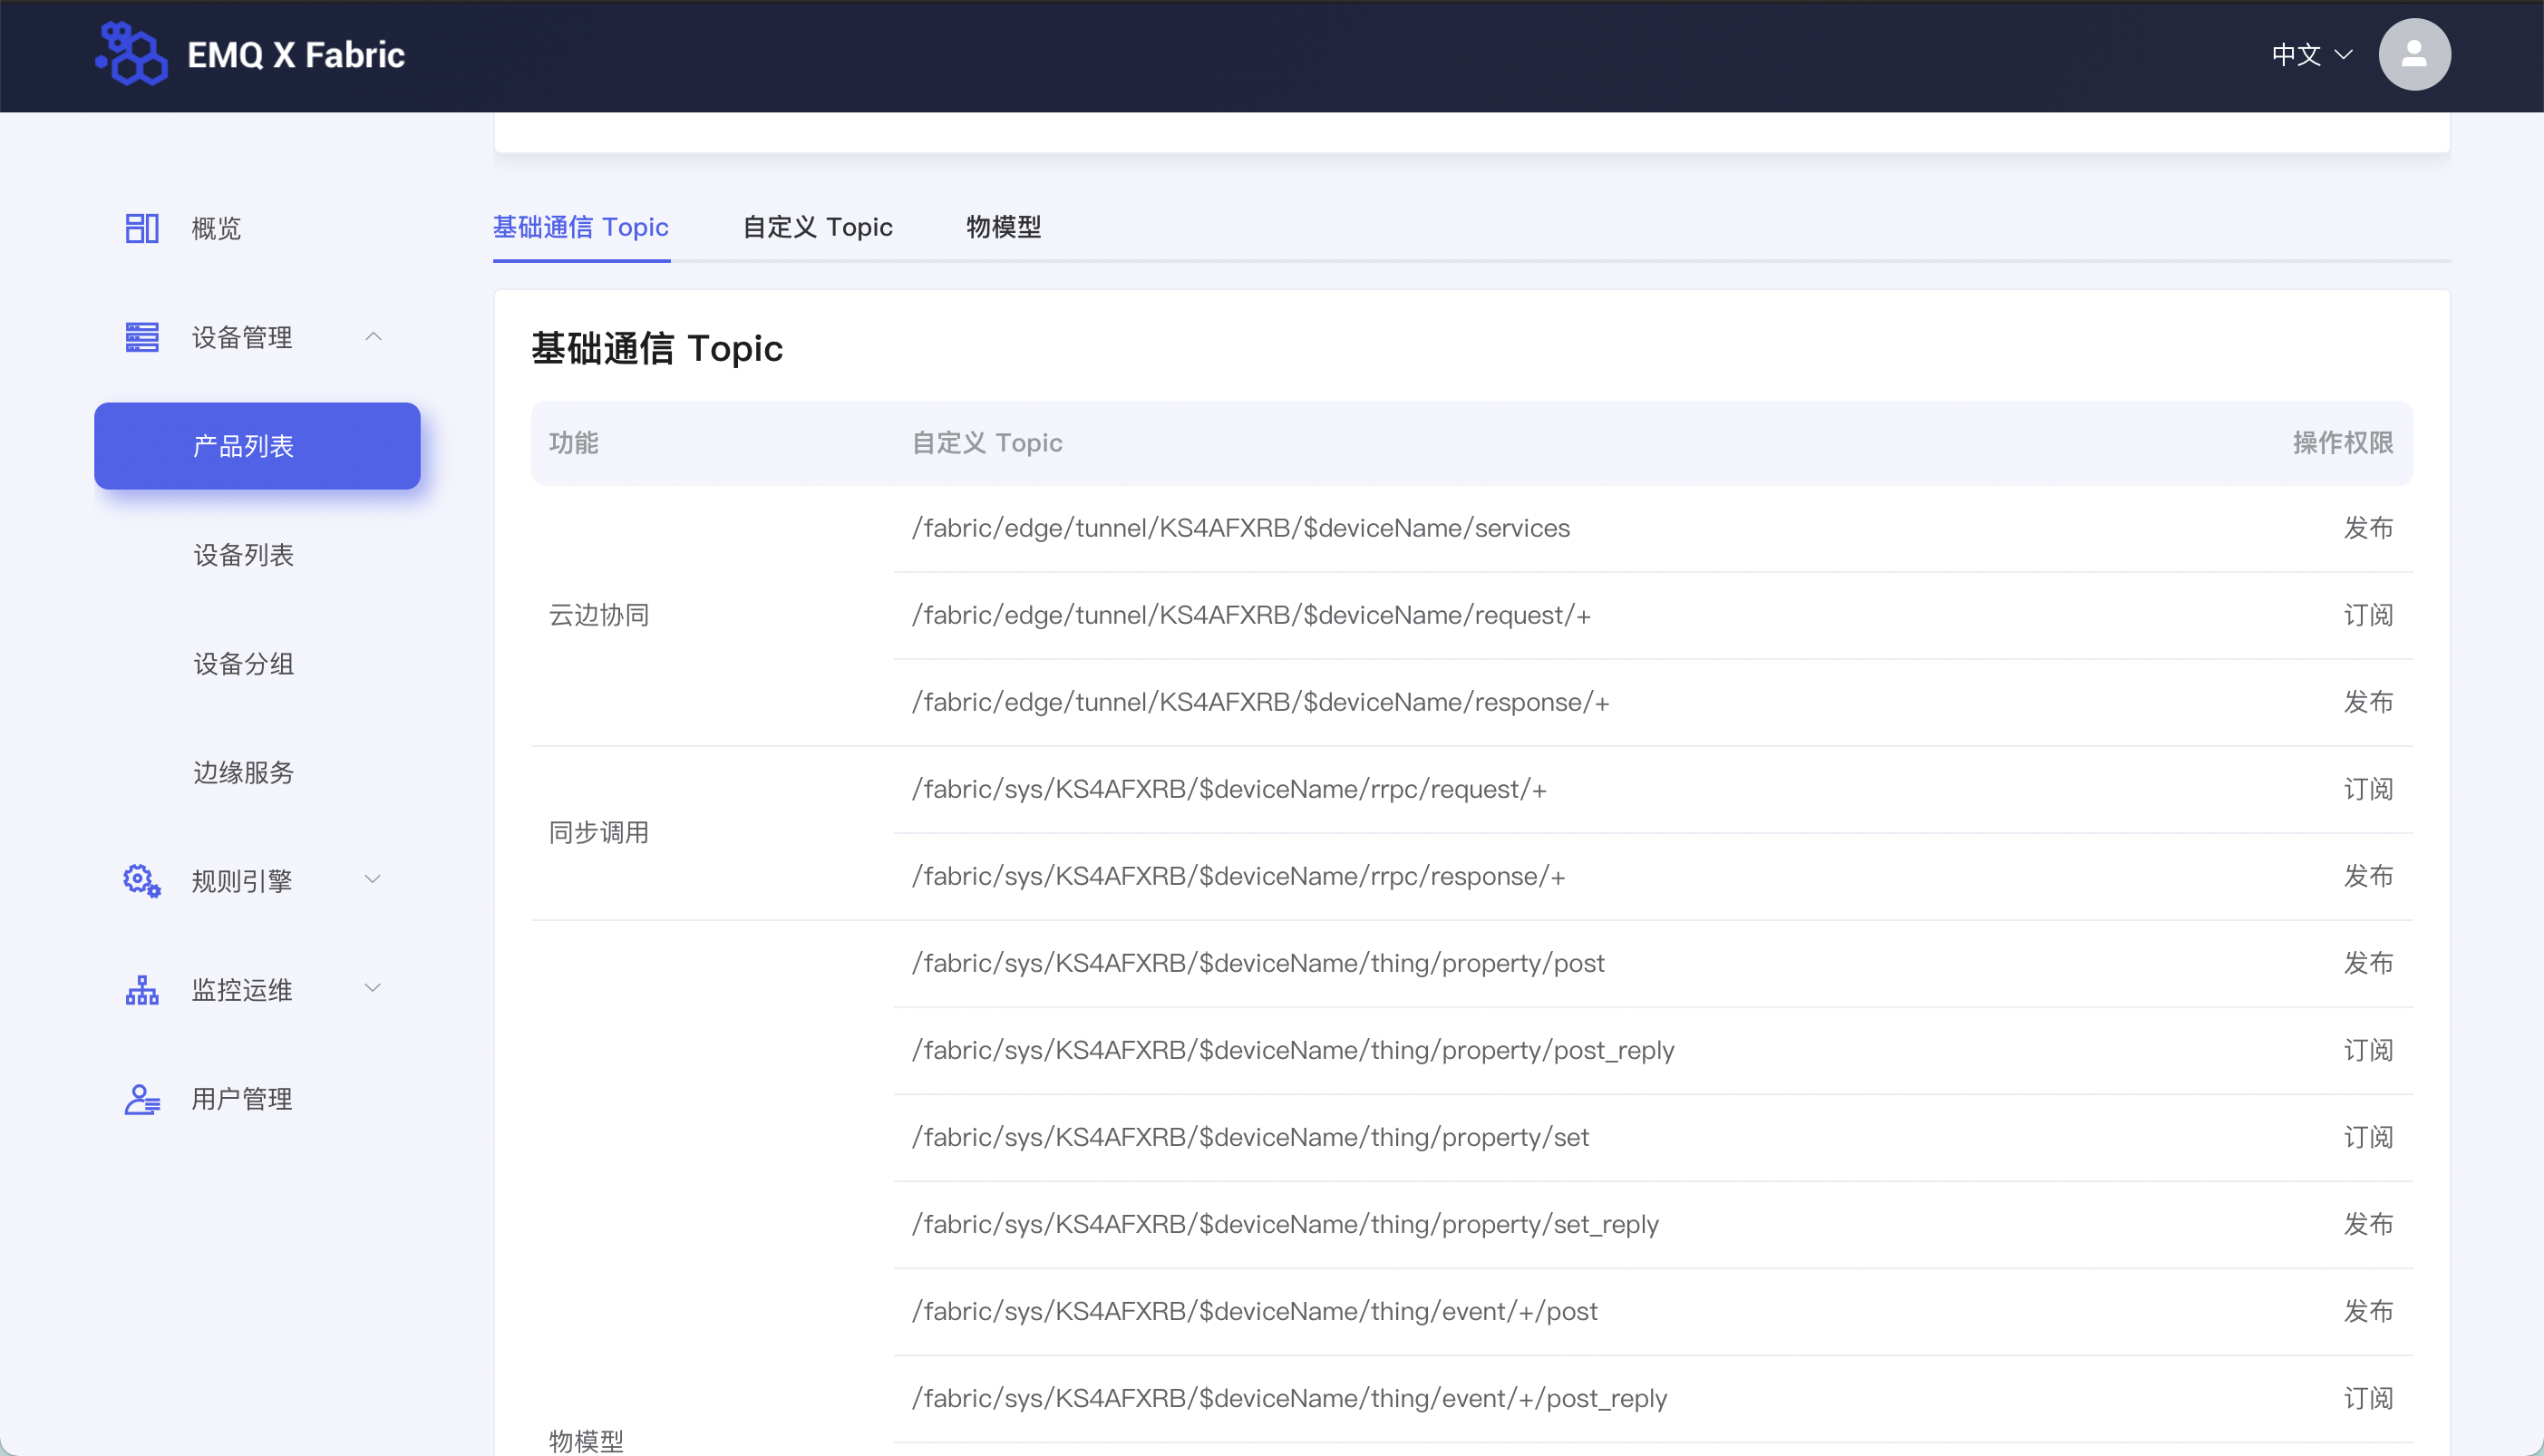 EMQ X Fabric
中文
概览
设备管理
产品列表
设备列表
设备分组
边缘服务
规则引擎
监控运维
用户管理
基础通信 Topic 自定义 Topic 物模型
基础通信 Topic
功能 自定义 Topic 操作权限
云边协同
/fabric/edge/tunnel/KS4AFXRB/$deviceName/services 发布
/fabric/edge/tunnel/KS4AFXRB/$deviceName/request/+ 订阅
/fabric/edge/tunnel/KS4AFXRB/$deviceName/response/+ 发布
同步调用
/fabric/sys/KS4AFXRB/$deviceName/rrpc/request/+ 订阅
/fabric/sys/KS4AFXRB/$deviceName/rrpc/response/+ 发布
/fabric/sys/KS4AFXRB/$deviceName/thing/property/post 发布
/fabric/sys/KS4AFXRB/$deviceName/thing/property/post_reply 订阅
/fabric/sys/KS4AFXRB/$deviceName/thing/property/set 订阅
/fabric/sys/KS4AFXRB/$deviceName/thing/property/set_reply 发布
/fabric/sys/KS4AFXRB/$deviceName/thing/event/+/post 发布
/fabric/sys/KS4AFXRB/$deviceName/thing/event/+/post_reply 订阅
物模型